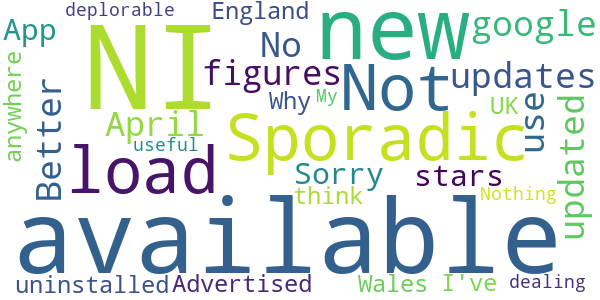 deplorable England
App NI new google
No
figures Not updates
anywhere Better Why My UK use updated
April Sporadic
useful
load Sorry stars
think Nothing
available
uninstalled Advertised Wales I've dealing